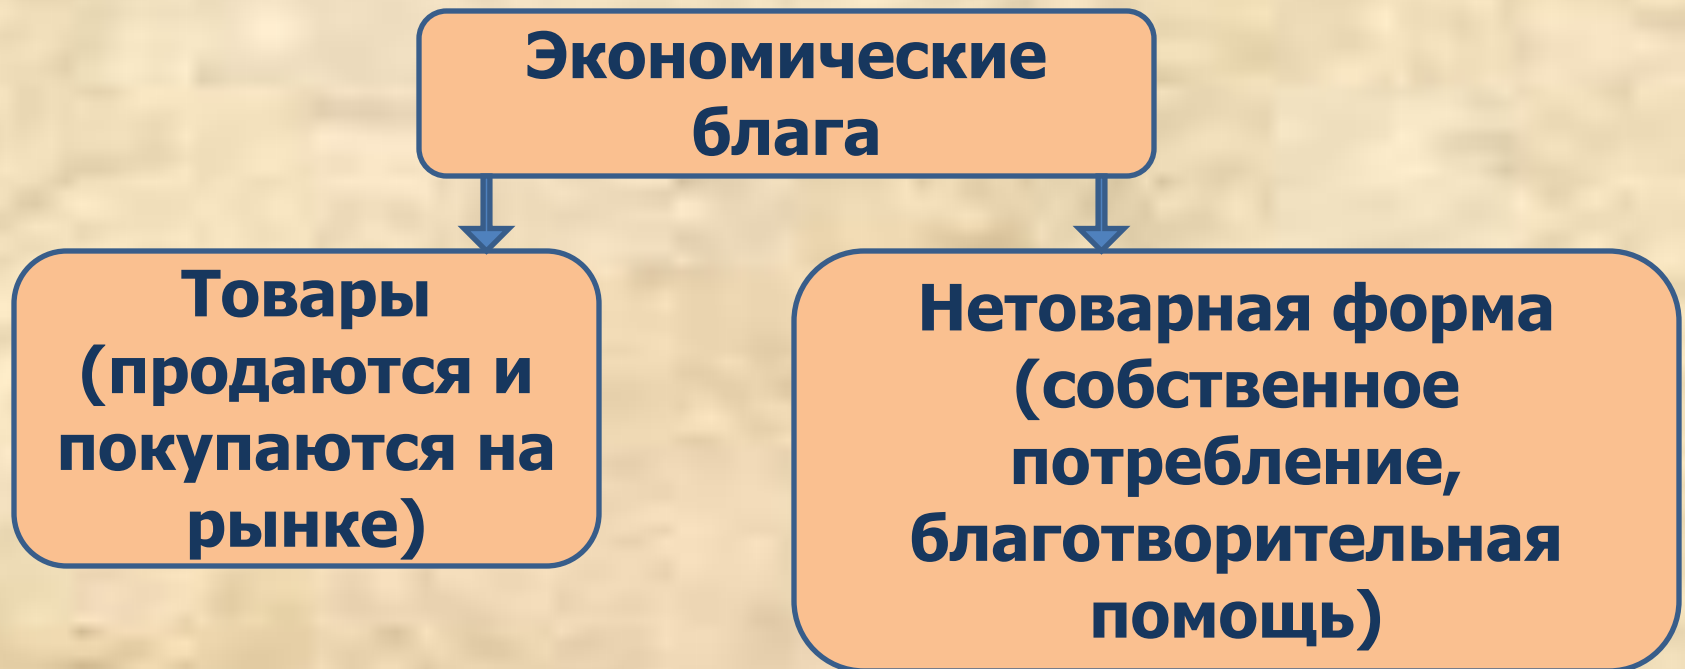 Экономические
блага
Товары
(продаются и
покупаются на
рынке)
Нетоварная форма
(собственное
потребление,
благотворительная
помощь)